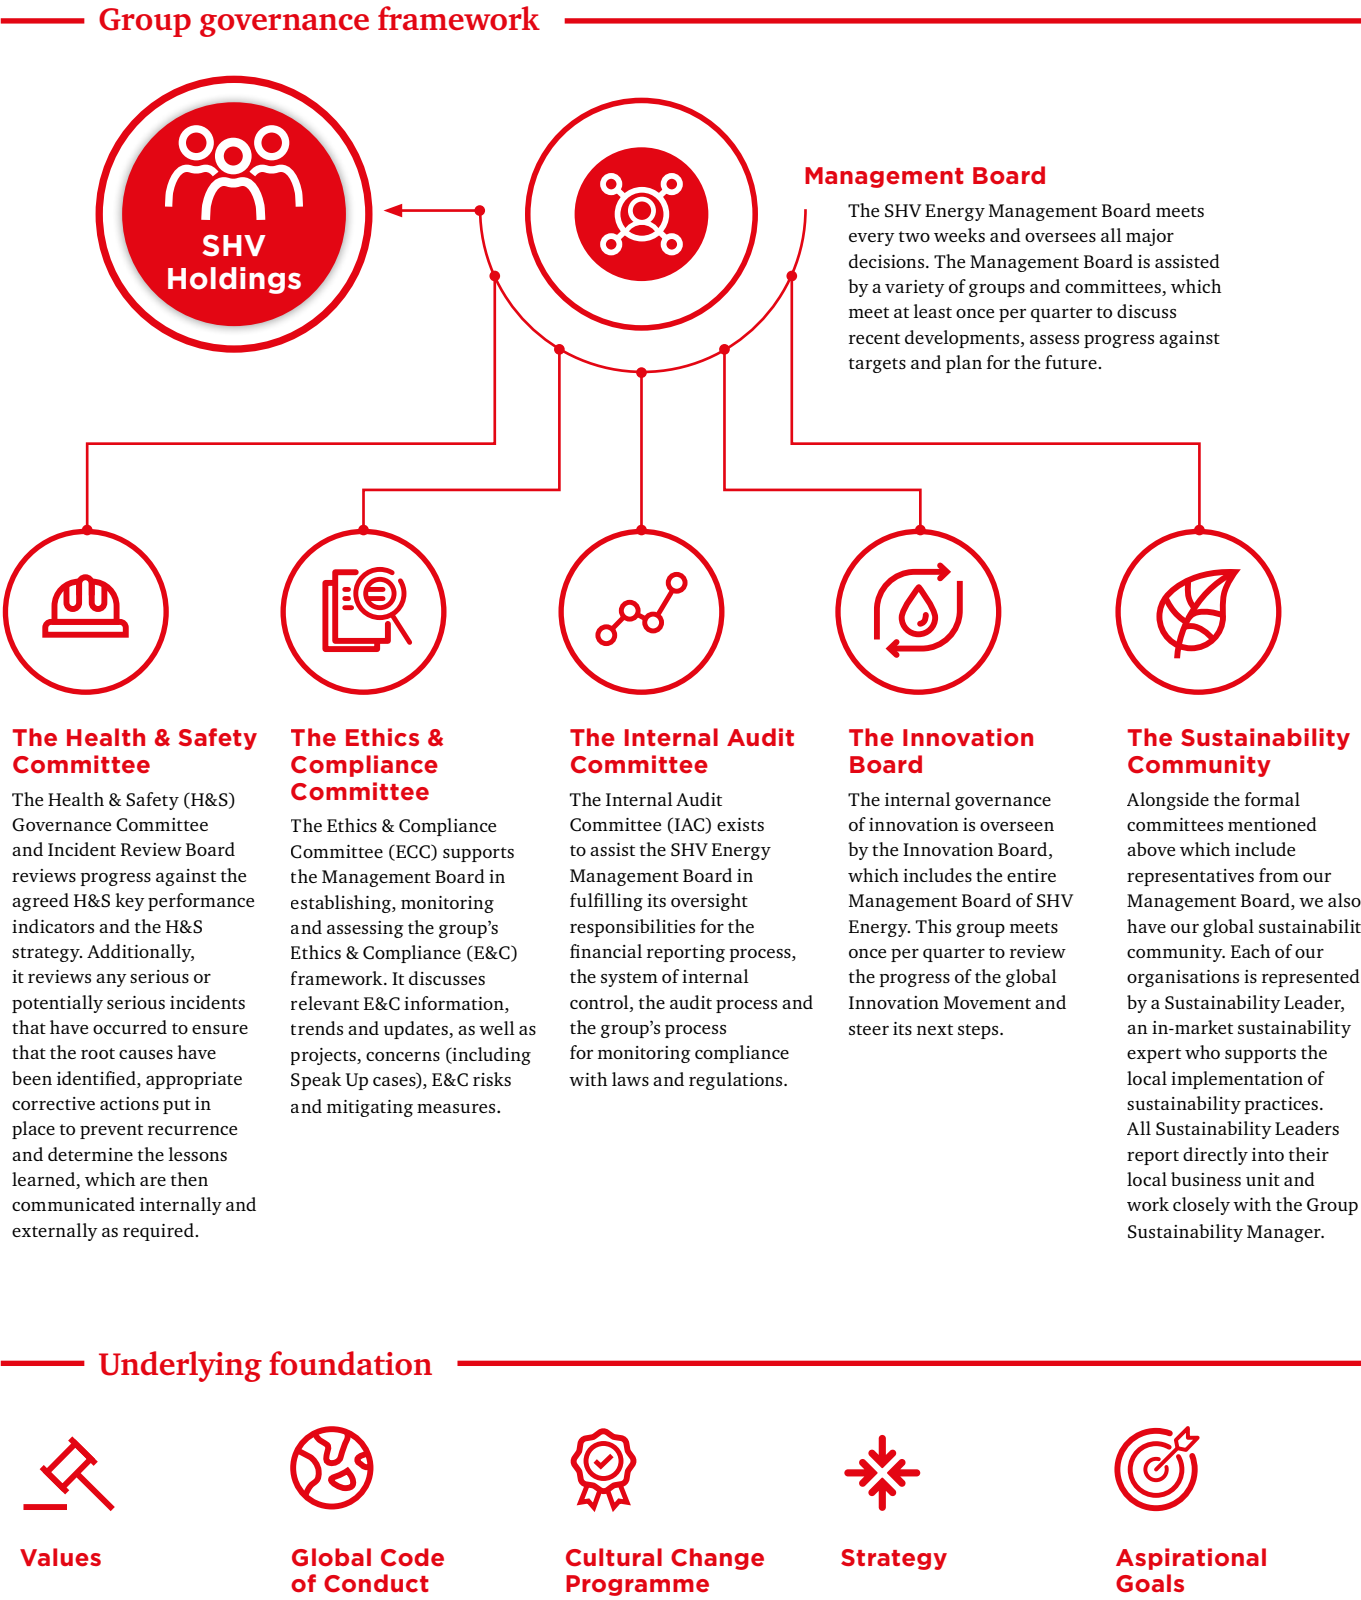 Group governance framework
SHV
Holdings
Management Board
The SHV Energy Management Board meets
every two weeks and oversees all major
decisions. The Management Board is assisted
by a variety of groups and committees, which
meet at least once per quarter to discuss
recent developments, assess progress against
targets and plan for the future.
The Health & Safety
Committee
The Health & Safety (H&S)
Governance Committee
and Incident Review Board
reviews progress against the
agreed H&S key performance
indicators and the H&S
strategy. Additionally,
it reviews any serious or
potentially serious incidents
that have occurred to ensure
that the root causes have
been identified, appropriate
corrective actions put in
place to prevent recurrence
and determine the lessons
learned, which are then
communicated internally and
externally as required.
The Ethics &
Compliance
Committee
The Ethics & Compliance
Committee (ECC) supports
the Management Board in
establishing, monitoring
and assessing the group’s
Ethics & Compliance (E&C)
framework. It discusses
relevant E&C information,
trends and updates, as well as
projects, concerns (including
Speak Up cases), E&C risks
and mitigating measures.
The Internal Audit
Committee
The Internal Audit
Committee (IAC) exists
to assist the SHV Energy
Management Board in
fulfilling its oversight
responsibilities for the
financial reporting process,
the system of internal
control, the audit process and
the group’s process
for monitoring compliance
with laws and regulations.
The Innovation
Board
The internal governance
of innovation is overseen
by the Innovation Board,
which includes the entire
Management Board of SHV
Energy. This group meets
once per quarter to review
the progress of the global
Innovation Movement and
steer its next steps.
The Sustainability
Community
Alongside the formal
committees mentioned
above which include
representatives from our
Management Board, we also
have our global sustainabilit
community. Each of our
organisations is represented
by a Sustainability Leader,
an in-market sustainability
expert who supports the
local implementation of
sustainability practices.
All Sustainability Leaders
report directly into their
local business unit and
work closely with the Group
Sustainability Manager.
Underlying foundation
Values
Global Code
of Conduct
Cultural Change
Programme
Strategy
Aspirational
Goals